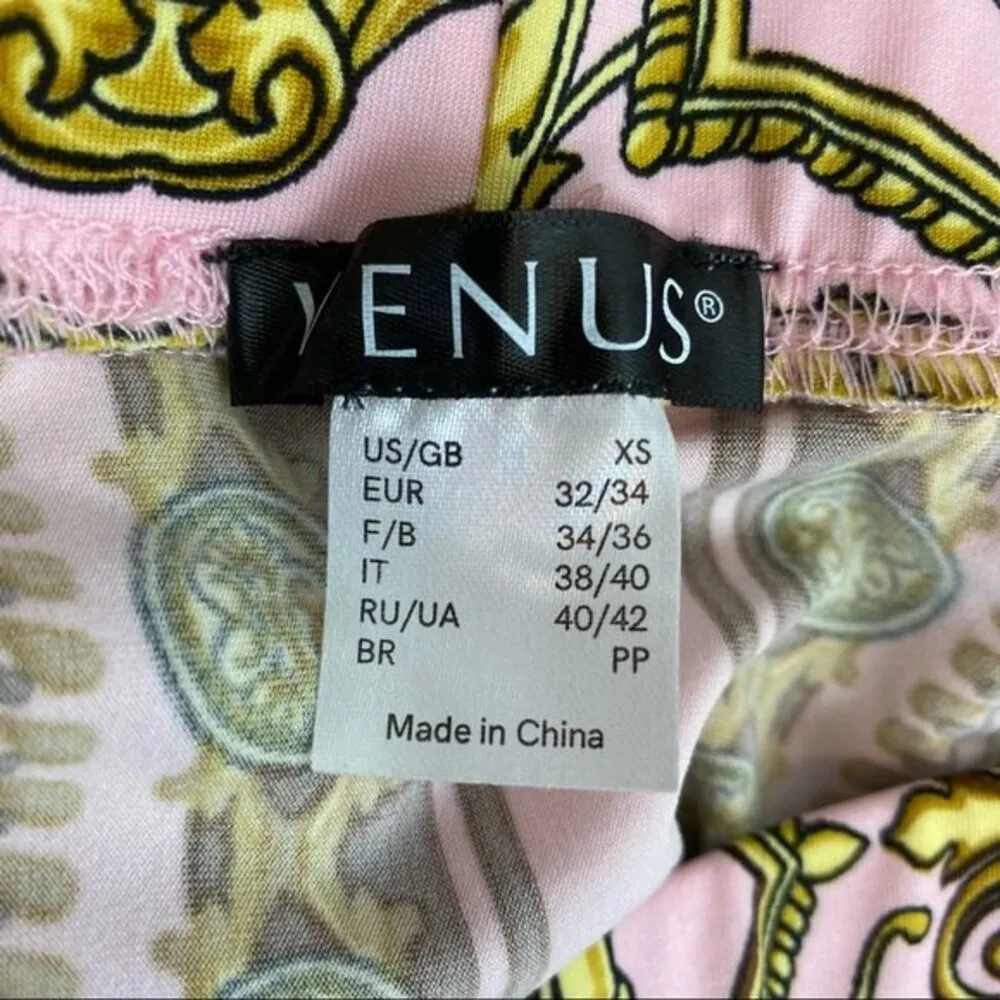 VENUS®
US/GB XS
EUR 32/34
F/B 34/36
IT 38/40
RU/UA 40/42
BR PP
Made in China